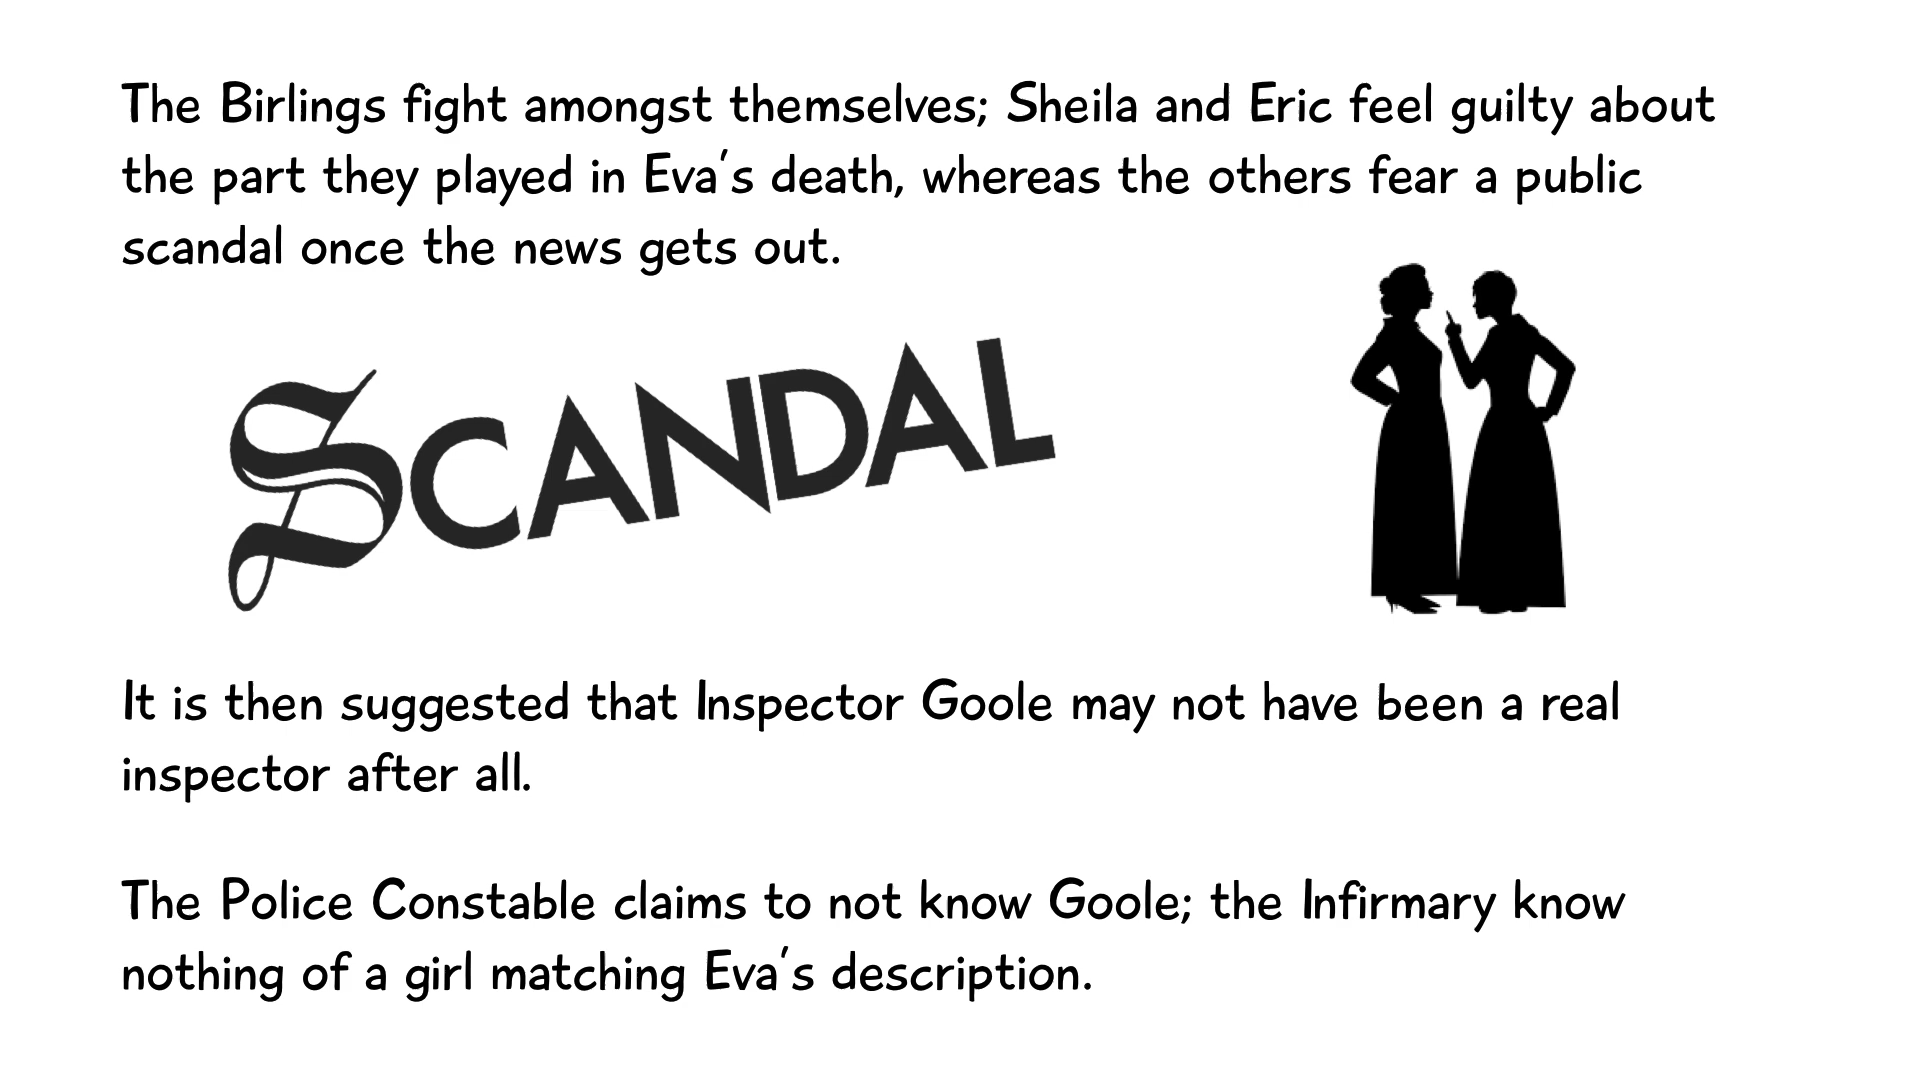 The Birlings fight amongst themselves; Sheila and Eric feel guilty about
the part they played in Eva's death, whereas the others fear a public
scandal once the news gets out.
SCANDAL
It is then suggested that Inspector Goole may not have been a real
inspector after all.
The Police Constable claims to not know Goole; the Infirmary know
nothing of a girl matching Eva's description.